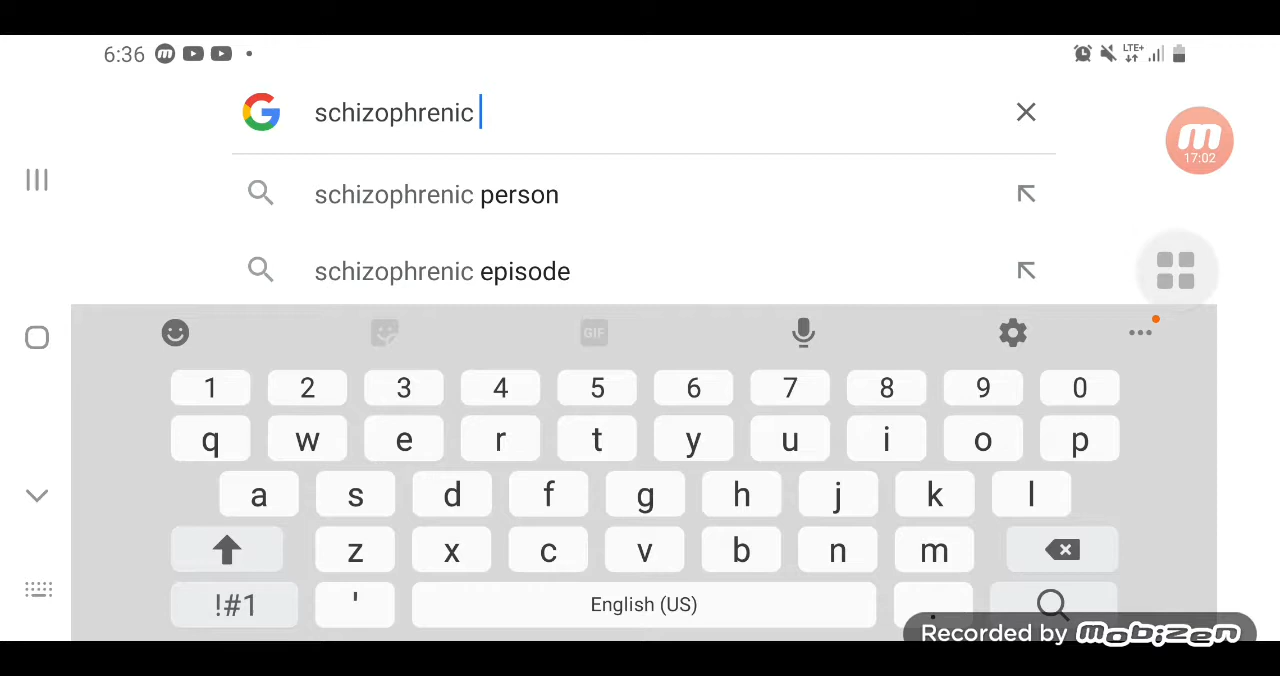 6:36 LTE+
schizophrenic
17:02
schizophrenic person
schizophrenic episode
GIF
1 2 3 4 5 6 7 8 9 0
q w e r t y u i o p
a s d f g h j k l
z x c v b n m
!#1 ' English (US) .
Recorded by mobizen